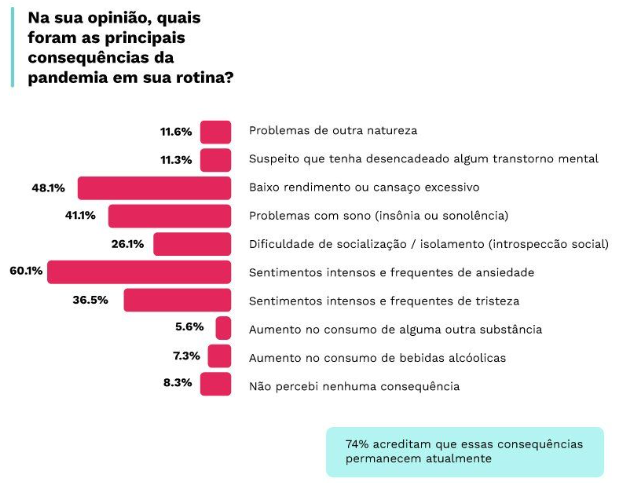 Na sua opinião, quais
foram as principais
consequências da
pandemia em sua rotina?
11.6% Problemas de outra natureza
11.3% Suspeito que tenha desencadeado algum transtorno mental
48.1% Baixo rendimento ou cansaço excessivo
41.1% Problemas com sono (insônia ou sonolência)
26.1% Dificuldade de socialização / isolamento (introspeccão social)
60.1% Sentimentos intensos e frequentes de ansiedade
36.5% Sentimentos intensos e frequentes de tristeza
5.6% Aumento no consumo de alguma outra substância
7.3% Aumento no consumo de bebidas alcóolicas
8.3% Não percebi nenhuma consequência
74% acreditam que essas consequências
permanecem atualmente